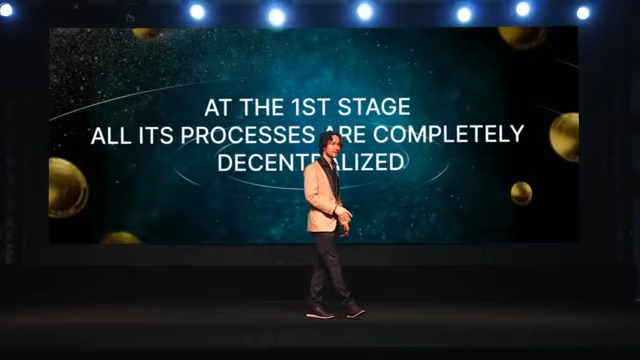 AT THE 1ST STAGE
ALL ITS PROCESSES ARE COMPLETELY
DECENTRALIZED